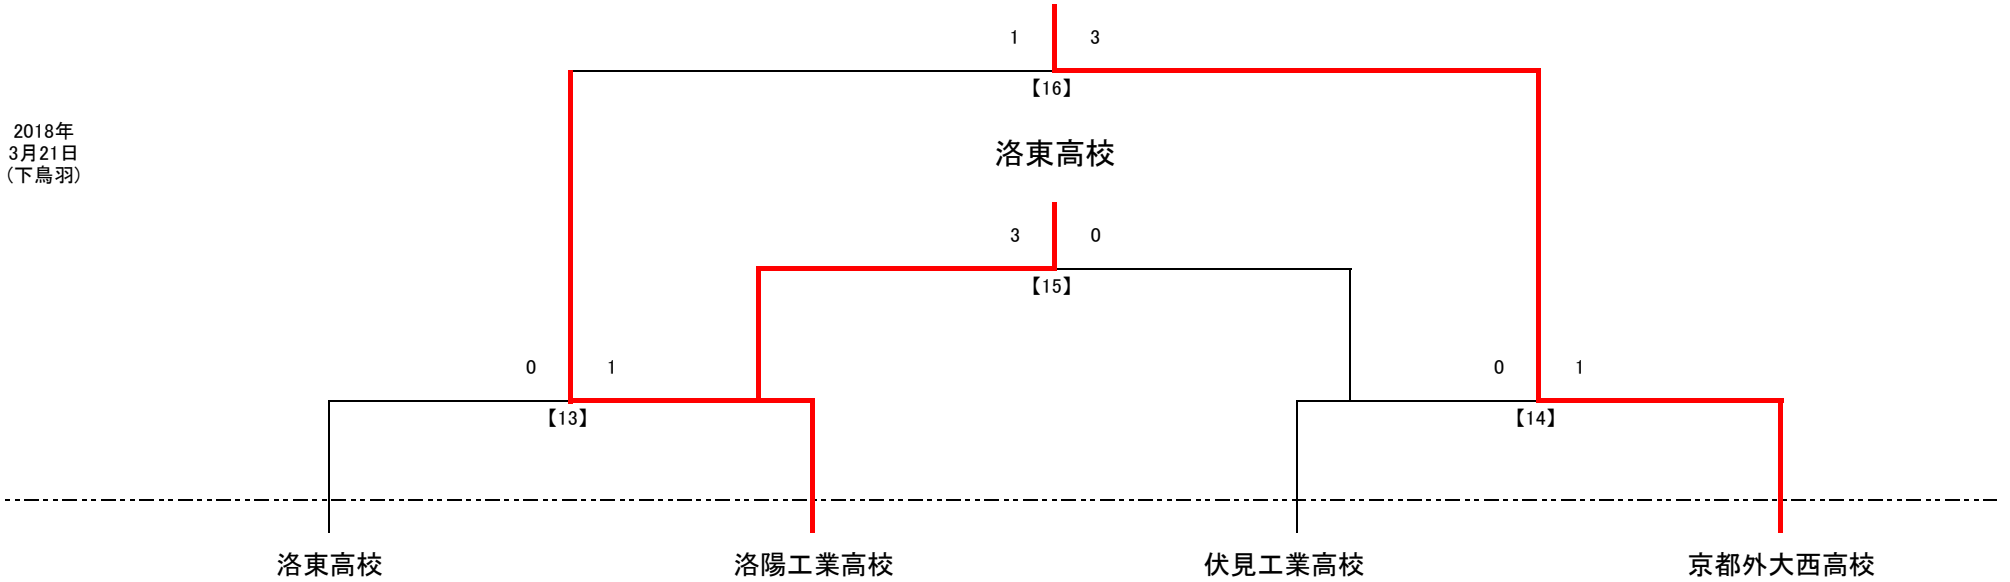 1 3
【16】
2018年
3月21日
(下鳥羽)
洛東高校
3 0
【15】
0 1
0 1
【13】
【14】
洛東高校
洛陽工業高校
伏見工業高校
京都外大西高校